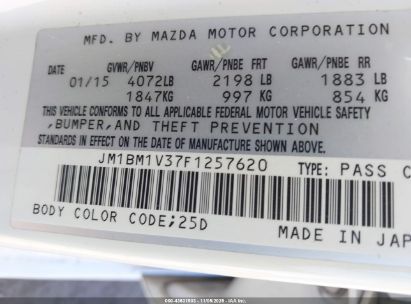 MFD. BY MAZDA MOTOR CORPORATION
GVWR/PNBV GAWR/PNBE FRT GAWR/PNBE RR
01/15 4072LB 2198 LB 1883 LB
1847KG 997 KG 854 KG
THIS VEHICLE CONFORMS TO ALL APPLICABLE FEDERAL MOTOR VEHICLE SAFETY
,BUMPER,AND THEFT PREVENTION
STANDARDS IN EFFECT ON THE DATE OF MANUFACTURE SHOWN ABOVE.
JM1BM1V37F1257620 TYPE: PASS C
BODY COLOR CODE;25D
MADE IN JAP